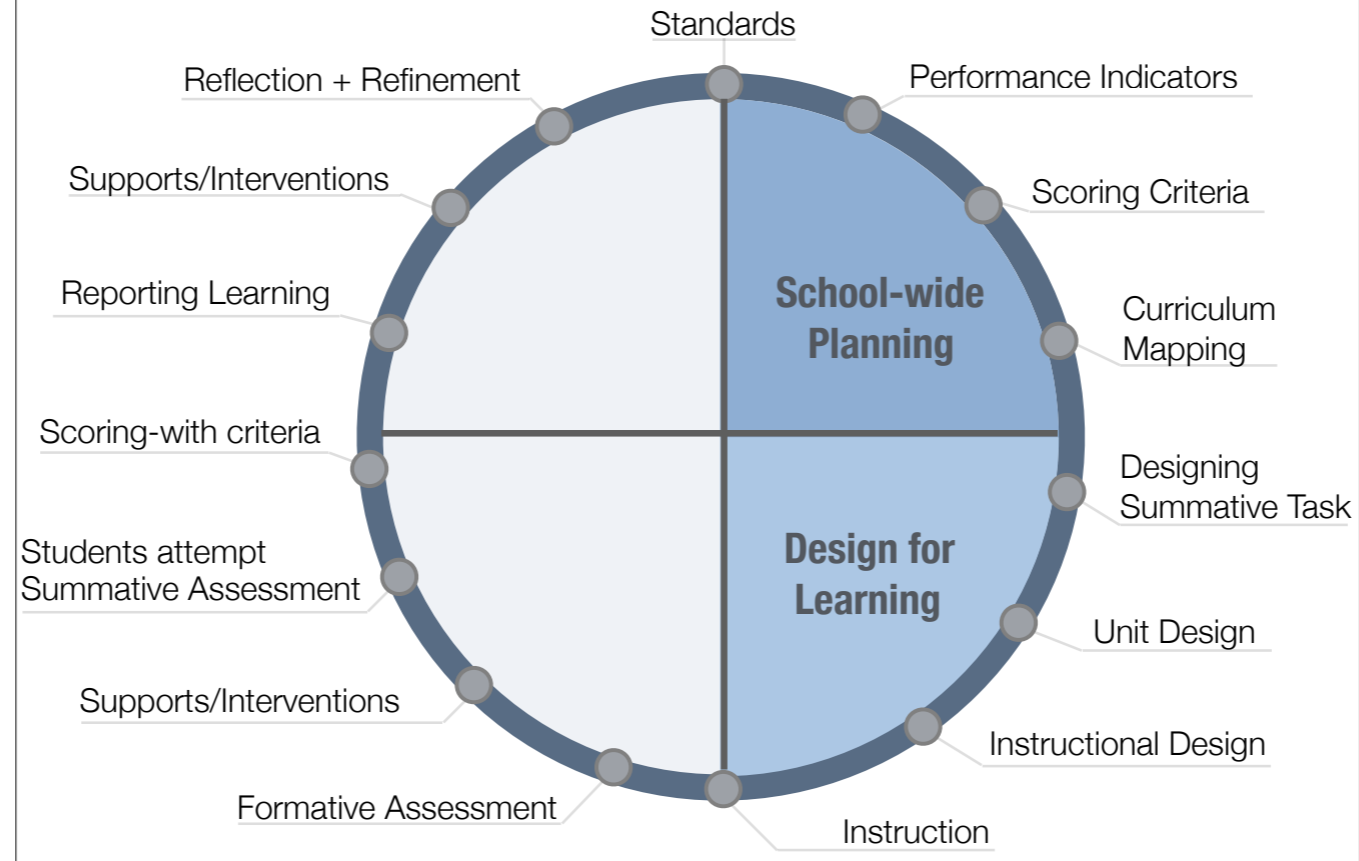 Standards
Reflection + Refinement
Performance Indicators
Supports/Interventions
Scoring Criteria
School-wide
Planning
Reporting Learning
Curriculum
Mapping
Scoring-with criteria
Designing
Summative Task
Design for
Learning
Students attempt
Summative Assessment
Unit Design
Supports/Interventions
Instructional Design
Formative Assessment
Instruction